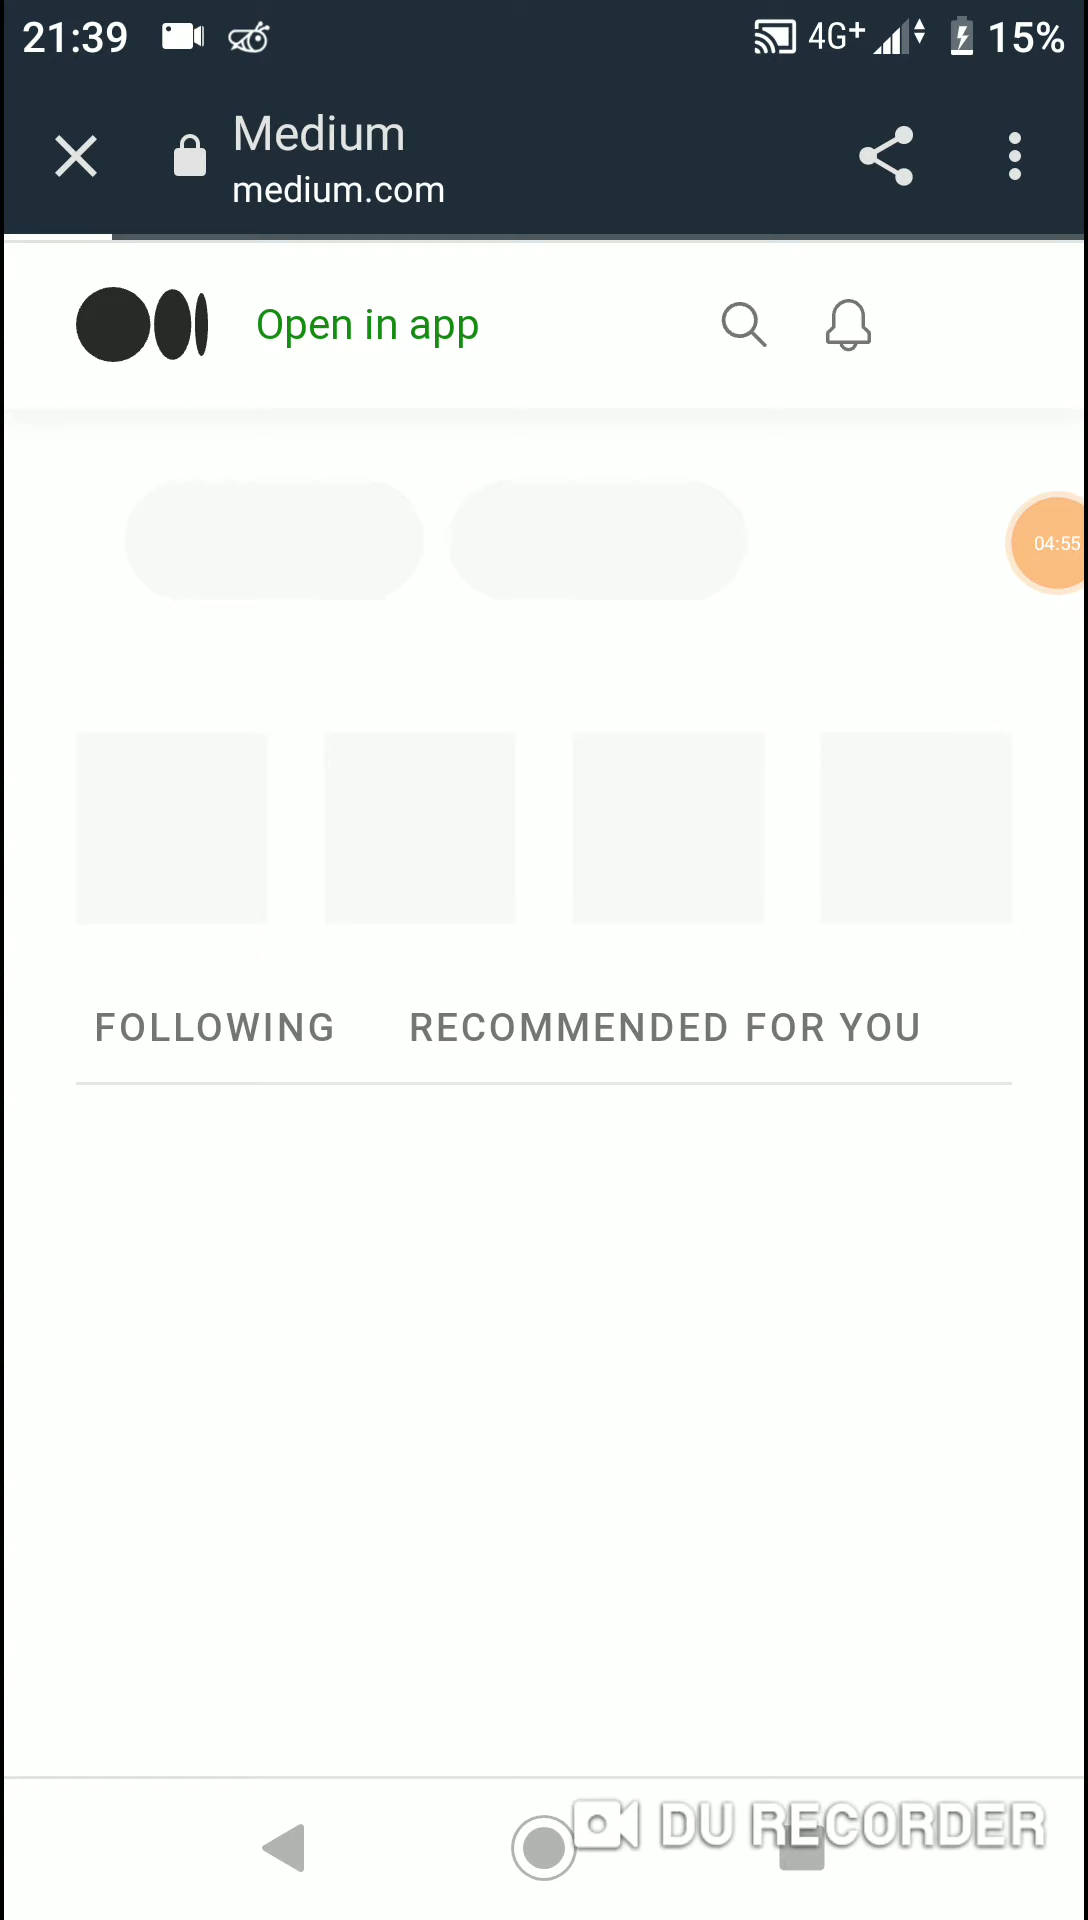 21:39 4G+ 15%
Medium
medium.com
Open in app
04:55
FOLLOWING RECOMMENDED FOR YOU
DU RECORDER